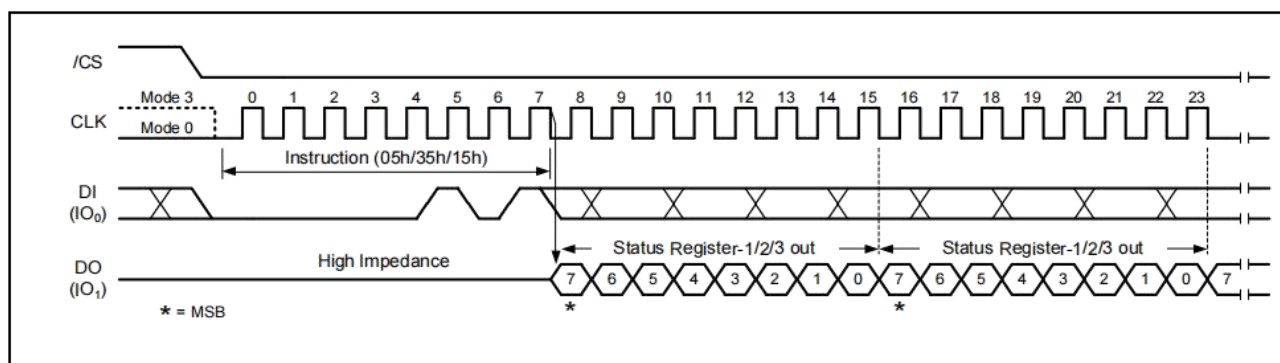 /CS
Mode 3
0 1 2 3 4 5 6 7 8 9 10 11 12 13 14 15 16 17 18 19 20 21 22 23
CLK
Mode 0
Instruction (05h/35h/15h)
DI
(IO₀)
High Impedance
Status Register-1/2/3 out Status Register-1/2/3 out
DO
(IO₁)
7 6 5 4 3 2 1 0 7 6 5 4 3 2 1 0 7
* *
* = MSB